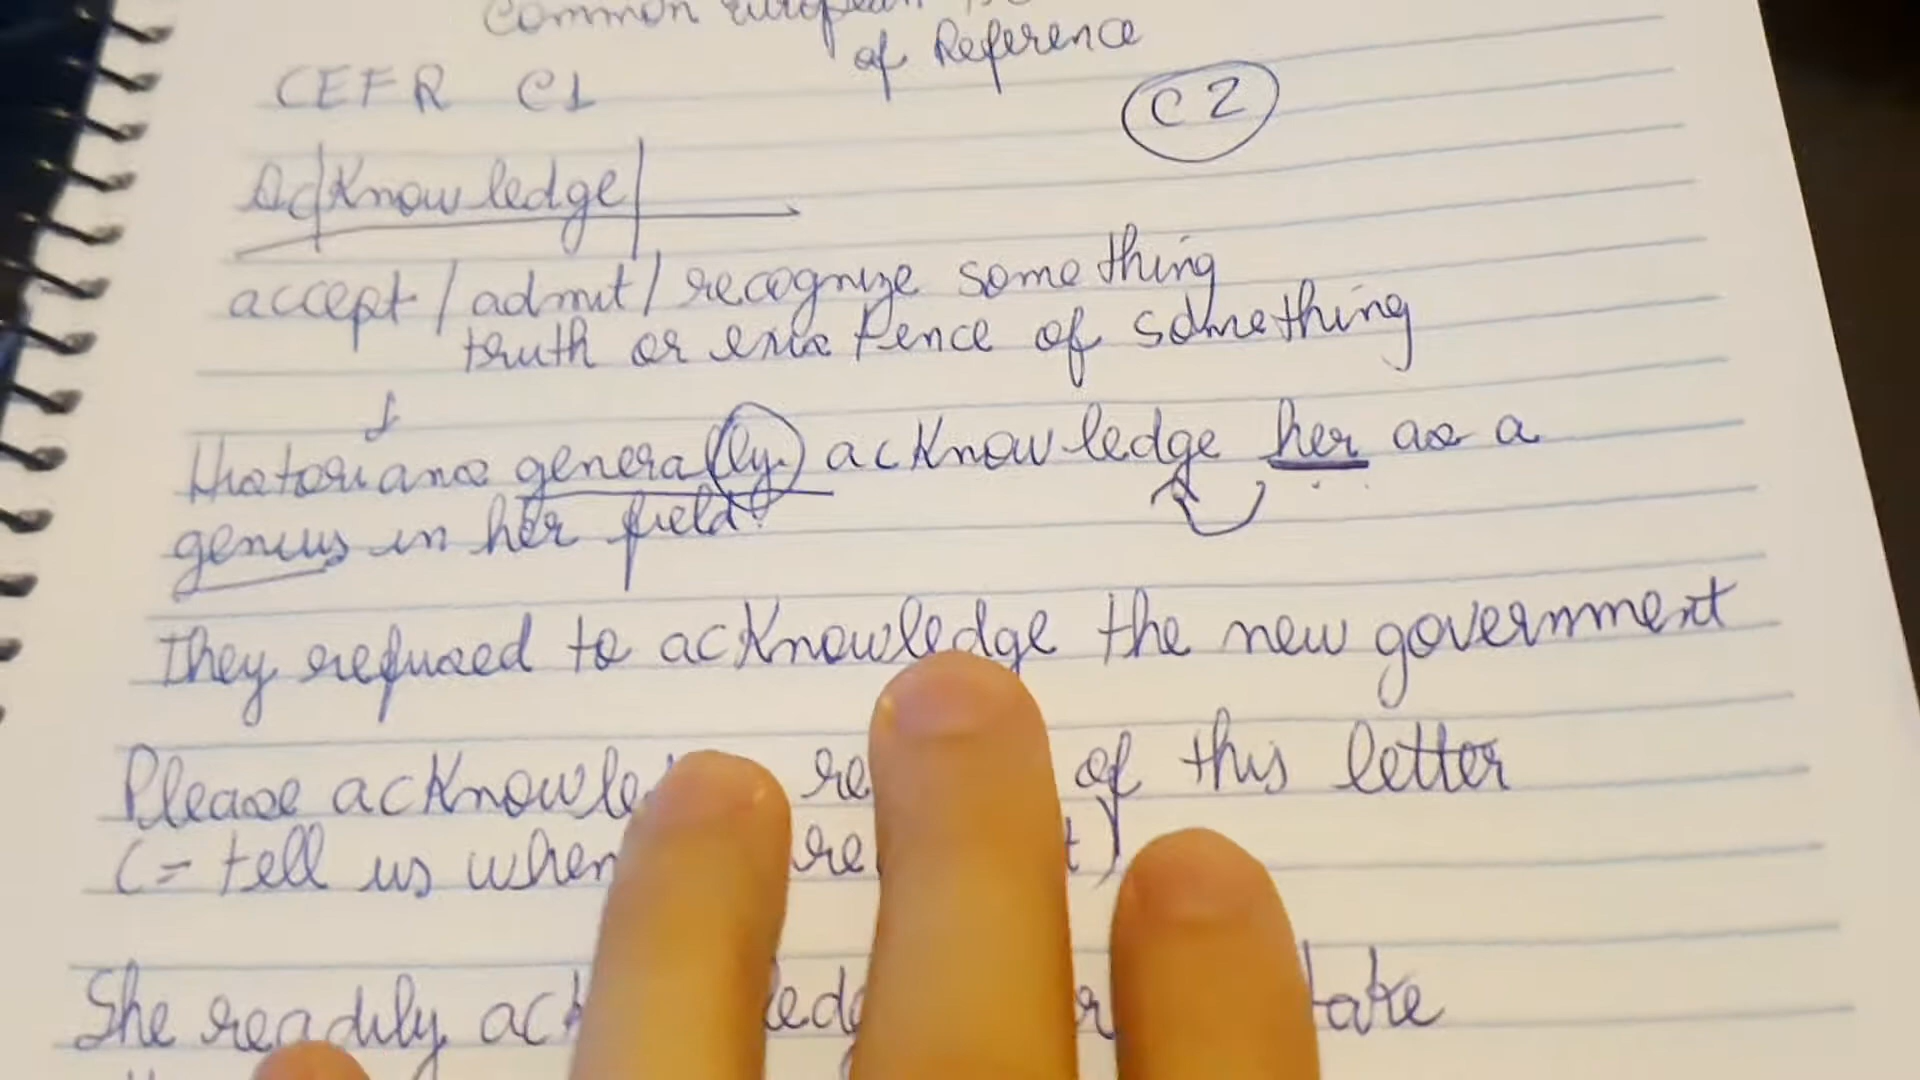 Common European
of Reference
CEFR C1
C2
Acknowledge
accept / admit / recognize something
truth or existence of something
Historians generally acknowledge her as a
genius in her field.
They refused to acknowledge the new government
Please of this letter
(= tell us when
She readily